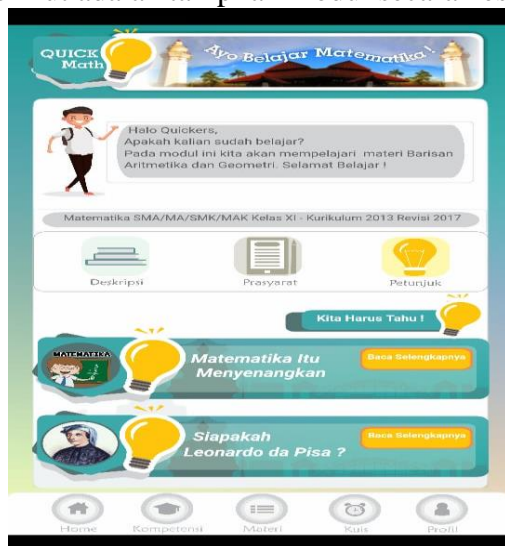 QUICK
Math
Ayo Belajar Matematika !
Halo Quickers,
Apakah kalian sudah belajar?
Pada modul ini kita akan mempelajari materi Barisan
Aritmetika dan Geometri. Selamat Belajar !
Matematika SMA/MA/SMK/MAK Kelas XI - Kurikulum 2013 Revisi 2017
Deskripsi
Prasyarat
Petunjuk
Kita Harus Tahu !
MATEMATIKA
Matematika Itu
Menyenangkan
Baca Selengkapnya
Siapakah
Leonardo da Pisa ?
Baca Selengkapnya
Home
Kompetensi
Materi
Kuis
Profil